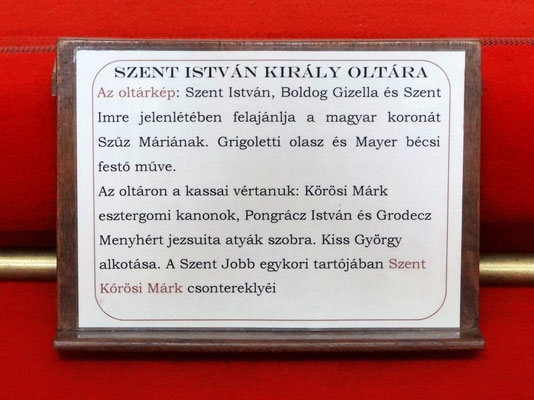 SZENT ISTVÁN KIRÁLY OLTÁRA
Az oltárkép: Szent István, Boldog Gizella és Szent
Imre jelenlétében felajánlja a magyar koronát
Szűz Máriának. Grigoletti olasz és Mayer bécsi
festő műve.
Az oltáron a kassai vértanuk: Kőrösi Márk
esztergomi kanonok, Pongrácz István és Grodecz
Menyhért jezsuita atyák szobra. Kiss György
alkotása. A Szent Jobb egykori tartójában Szent
Kőrösi Márk csontereklyéi